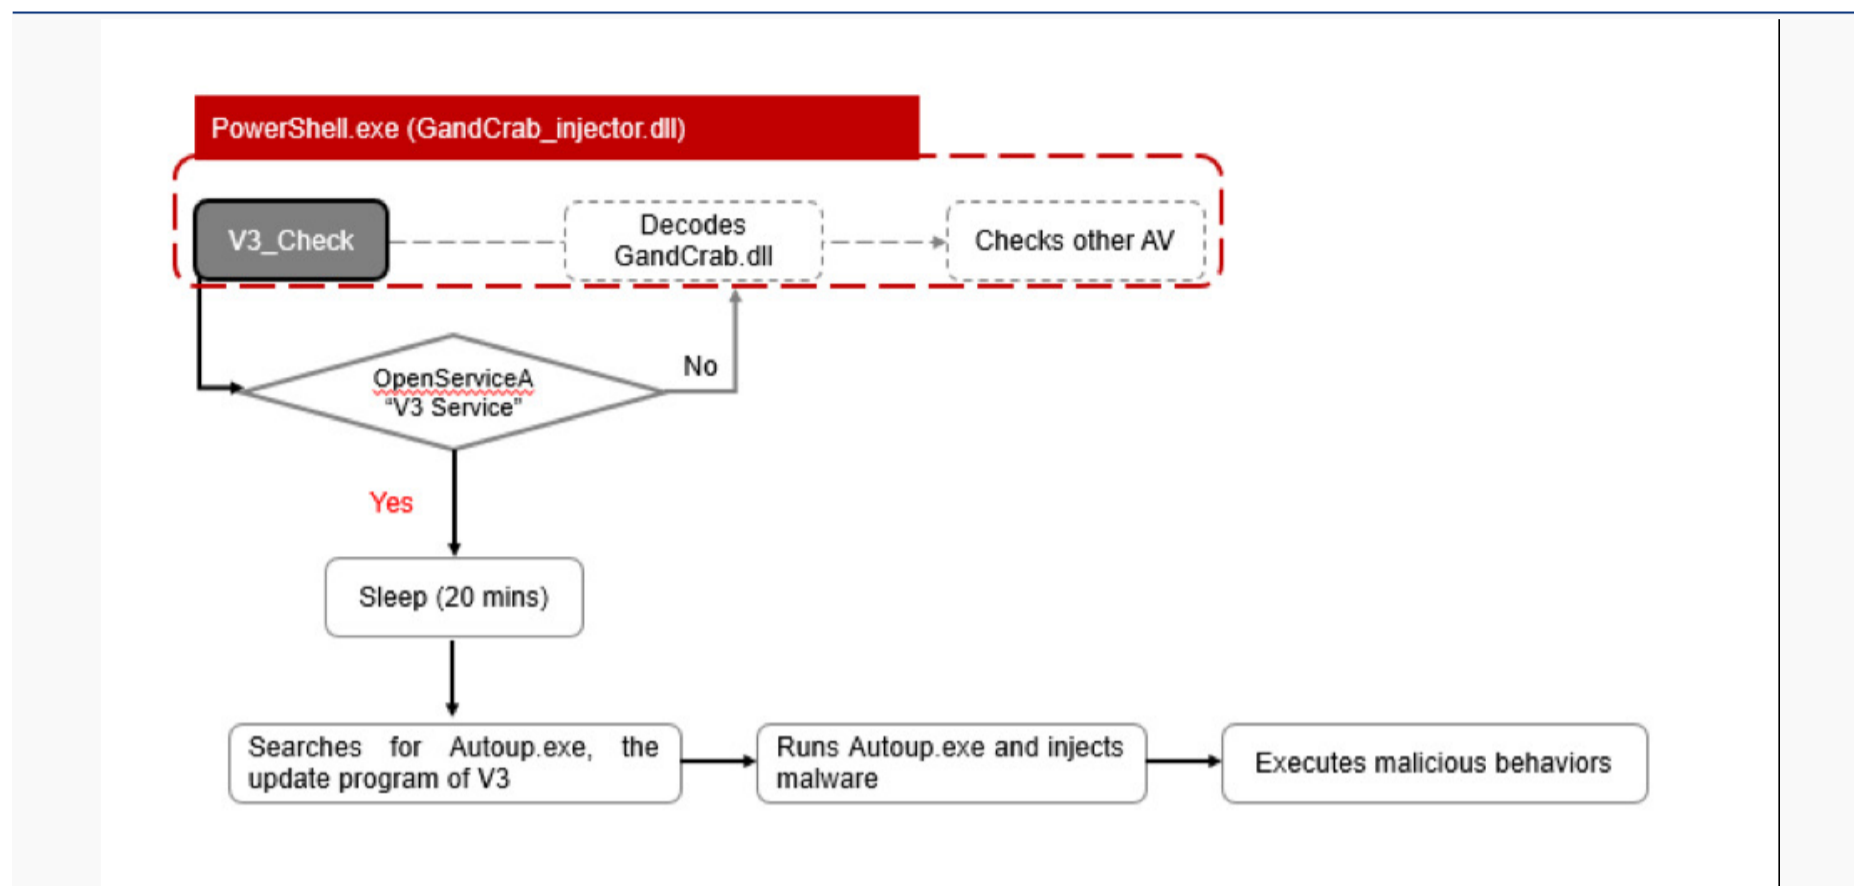 PowerShell.exe (GandCrab_injector.dll)
V3_Check
Decodes
GandCrab.dll
Checks other AV
OpenServiceA
“V3 Service”
No
Yes
Sleep (20 mins)
Searches for Autoup.exe, the
update program of V3
Runs Autoup.exe and injects
malware
Executes malicious behaviors